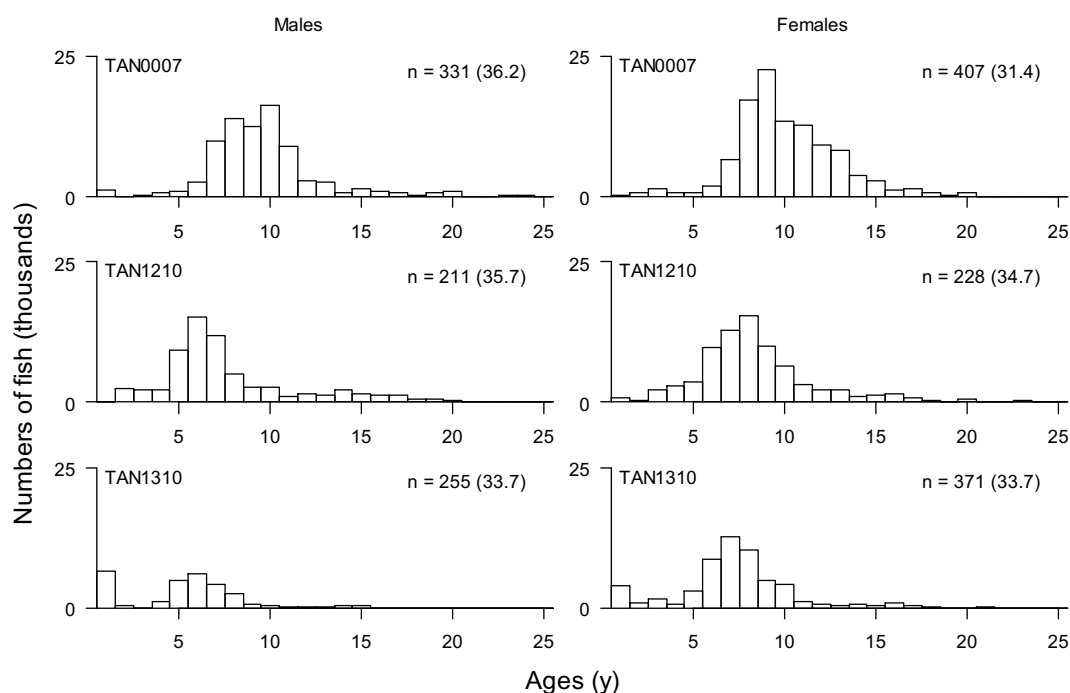 Males Females
25 TAN0007 n = 331 (36.2) TAN0007 n = 407 (31.4)
0 0
5 10 15 20 25 5 10 15 20 25
25 TAN1210 n = 211 (35.7) 25 TAN1210 n = 228 (34.7)
0 0
5 10 15 20 25 5 10 15 20 25
25 TAN1310 n = 255 (33.7) 25 TAN1310 n = 371 (33.7)
0 0
5 10 15 20 25 5 10 15 20 25
Numbers of fish (thousands)
Ages (y)